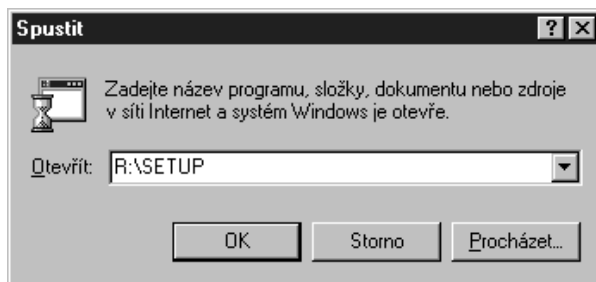 Spustit
Zadejte název programu, složky, dokumentu nebo zdroje
v síti Internet a systém Windows je otevře.
Otevřít: R:\SETUP
OK Storno Procházet...